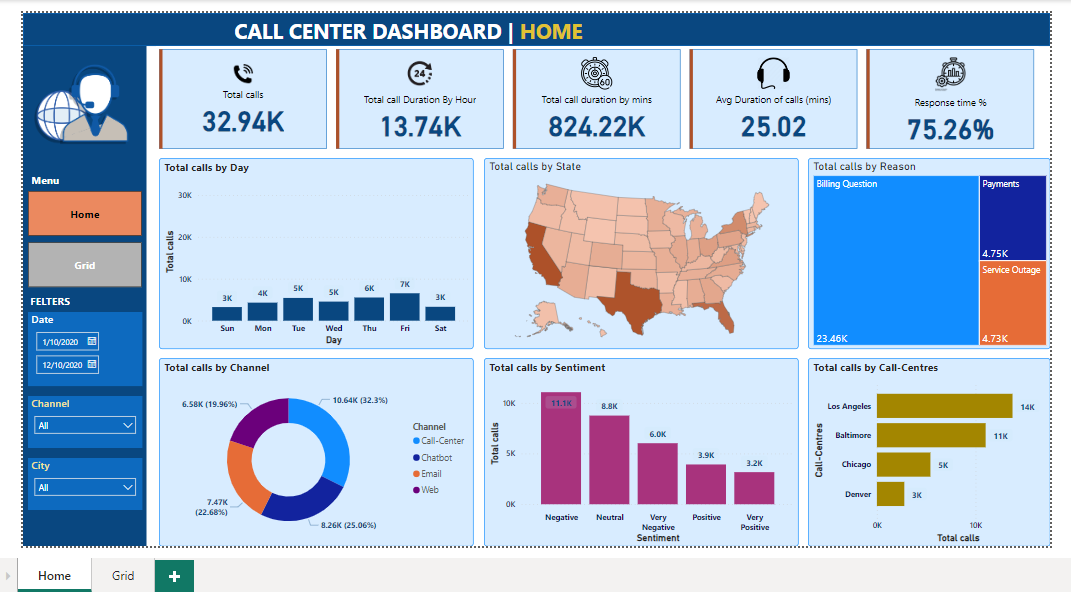 CALL CENTER DASHBOARD | HOME
Menu
Home
Grid
FELTERS
Date
1/10/2020
12/10/2020
Channel
All
City
All
Total calls
32.94K
24
Total call Duration By Hour
13.74K
60
Total call duration by mins
824.22K
Avg Duration of calls (mins)
25.02
Response time %
75.26%
Total calls by Day
Total calls
30K
20K
10K
0K
3K
4K
5K
5K
6K
7K
3K
Sun
Mon
Tue
Wed
Thu
Fri
Sat
Day
Total calls by State
Total calls by Reason
Billing Question
23.46K
Payments
4.75K
Service Outage
4.73K
Total calls by Channel
6.58K (19.96%)
10.64K (32.3%)
7.47K
(22.68%)
8.26K (25.06%)
Channel
Call-Center
Chatbot
Email
Web
Total calls by Sentiment
Total calls
10K
5K
0K
11.1K
8.8K
6.0K
3.9K
3.2K
Negative
Neutral
Very
Negative
Positive
Very
Positive
Sentiment
Total calls by Call-Centres
Call-Centres
Los Angeles
14K
Baltimore
11K
Chicago
5K
Denver
3K
0K
10K
Total calls
Home
Grid
+